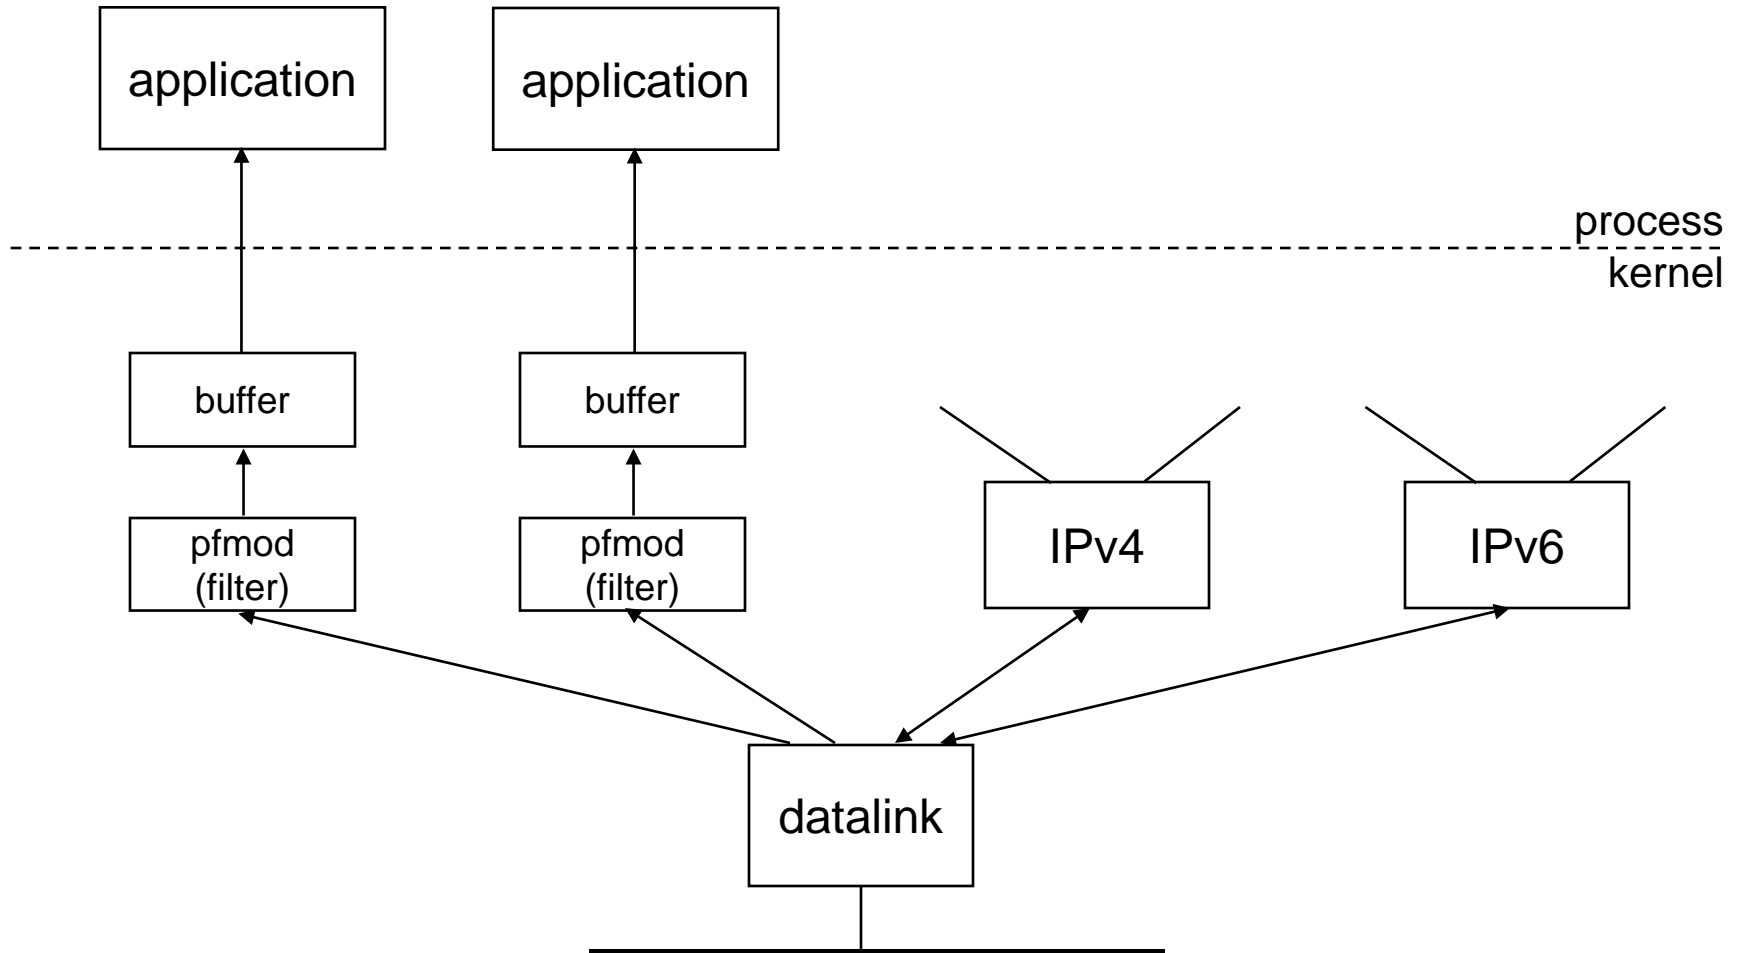 application
application
process
kernel
buffer
buffer
pfmod
(filter)
pfmod
(filter)
IPv4
IPv6
datalink